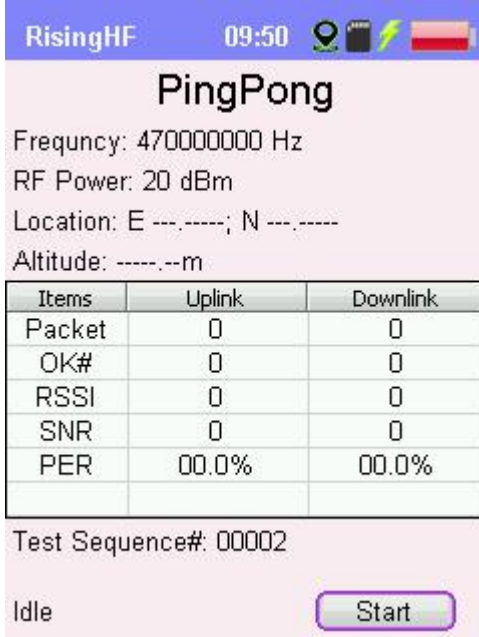 RisingHF 09:50
PingPong
Frequncy: 470000000 Hz
RF Power: 20 dBm
Location: E ---.-----; N ---.-----
Altitude: -----.--m
Items Uplink Downlink
Packet 0 0
OK# 0 0
RSSI 0 0
SNR 0 0
PER 00.0% 00.0%
Test Sequence#: 00002
Idle Start